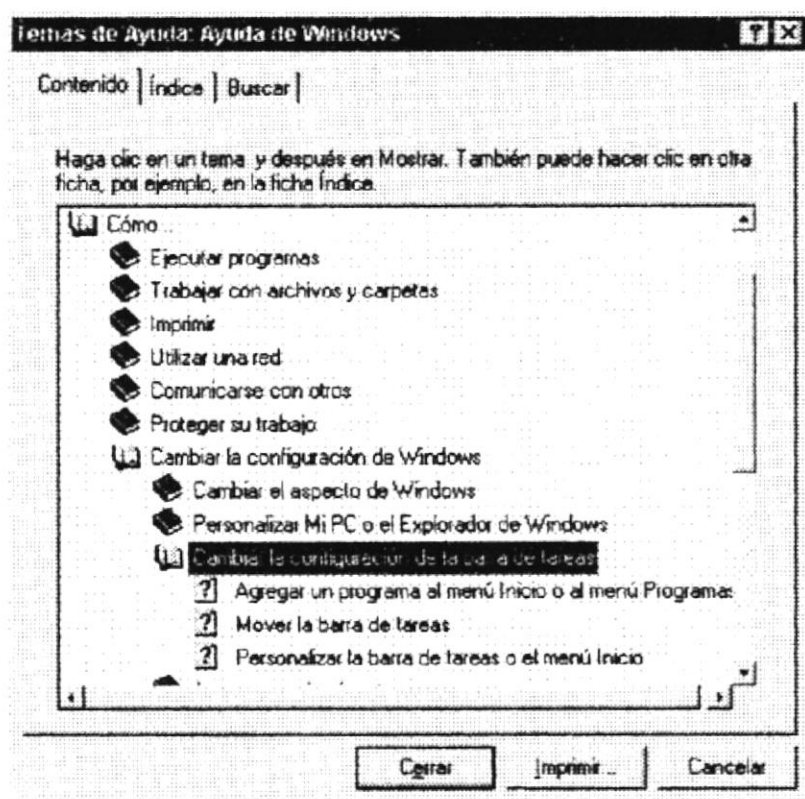 Temas de Ayuda: Ayuda de Windows
Contenido Índice Buscar
Haga clic en un tema y después en Mostrar. También puede hacer clic en otra
ficha, por ejemplo, en la ficha Índice.
Cómo...
Ejecutar programas
Trabajar con archivos y carpetas
Imprimir
Utilizar una red
Comunicarse con otros
Proteger su trabajo
Cambiar la configuración de Windows
Cambiar el aspecto de Windows
Personalizar Mi PC o el Explorador de Windows
Cambiar la configuración de la barra de tareas
Agregar un programa al menú Inicio o al menú Programas
Mover la barra de tareas
Personalizar la barra de tareas o el menú Inicio
Cerrar Imprimir... Cancelar